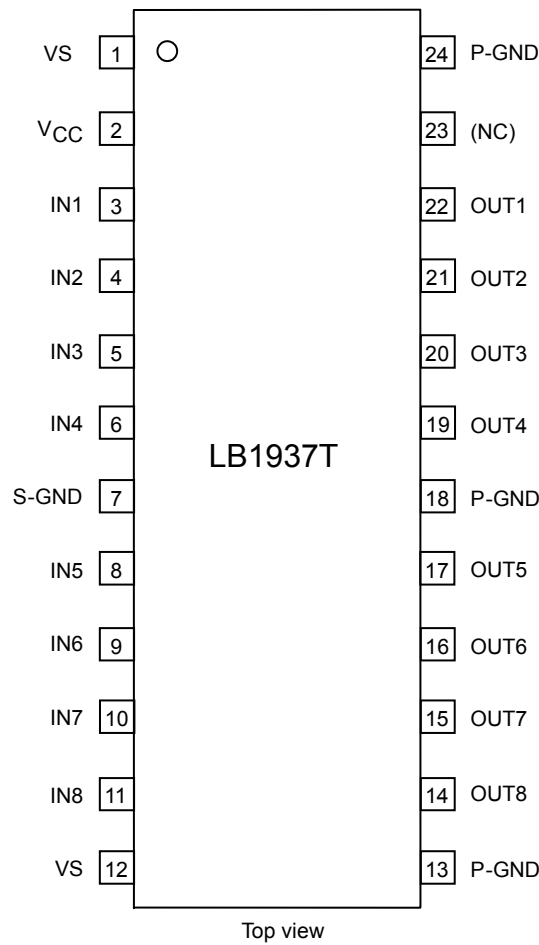 VS 1 24 P-GND
VCC 2 23 (NC)
IN1 3 22 OUT1
IN2 4 21 OUT2
IN3 5 20 OUT3
IN4 6 19 OUT4
LB1937T
S-GND 7 18 P-GND
IN5 8 17 OUT5
IN6 9 16 OUT6
IN7 10 15 OUT7
IN8 11 14 OUT8
VS 12 13 P-GND
Top view